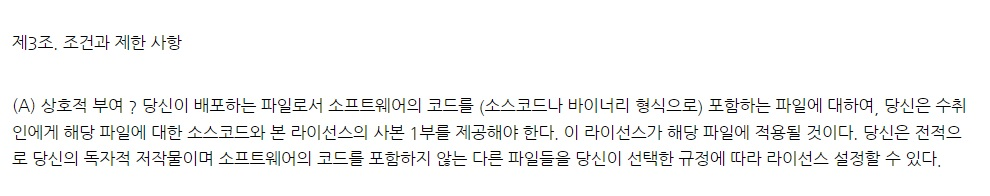 제3조. 조건과 제한 사항
(A) 상호적 부여 ? 당신이 배포하는 파일로서 소프트웨어의 코드를 (소스코드나 바이너리 형식으로) 포함하는 파일에 대하여, 당신은 수취
인에게 해당 파일에 대한 소스코드와 본 라이선스의 사본 1부를 제공해야 한다. 이 라이선스가 해당 파일에 적용될 것이다. 당신은 전적으
로 당신의 독자적 저작물이며 소프트웨어의 코드를 포함하지 않는 다른 파일들을 당신이 선택한 규정에 따라 라이선스 설정할 수 있다.